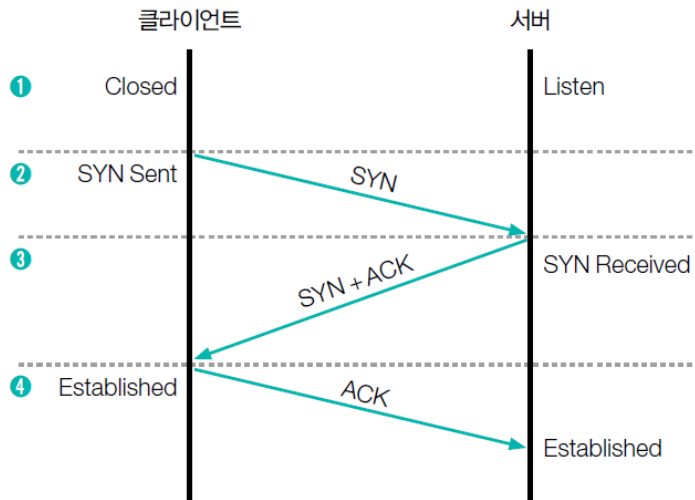 클라이언트 서버
❶ Closed Listen
❷ SYN Sent SYN
❸ SYN + ACK SYN Received
❹ Established ACK
Established